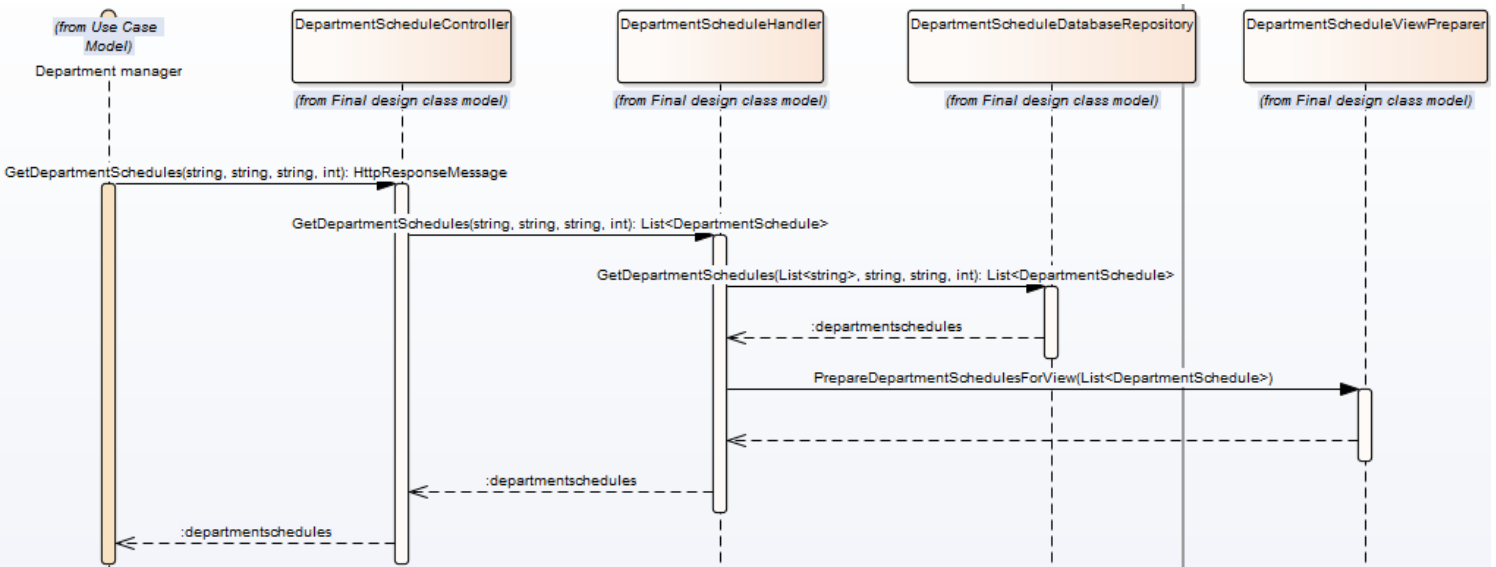 (from Use Case
Model)
Department manager
DepartmentScheduleController
(from Final design class model)
DepartmentScheduleHandler
(from Final design class model)
DepartmentScheduleDatabaseRepository
(from Final design class model)
DepartmentScheduleViewPreparer
(from Final design class model)
GetDepartmentSchedules(string, string, string, int): HttpResponseMessage
GetDepartmentSchedules(string, string, string, int): List<DepartmentSchedule>
GetDepartmentSchedules(List<string>, string, string, int): List<DepartmentSchedule>
:departmentschedules
PrepareDepartmentSchedulesForView(List<DepartmentSchedule>)
:departmentschedules
:departmentschedules